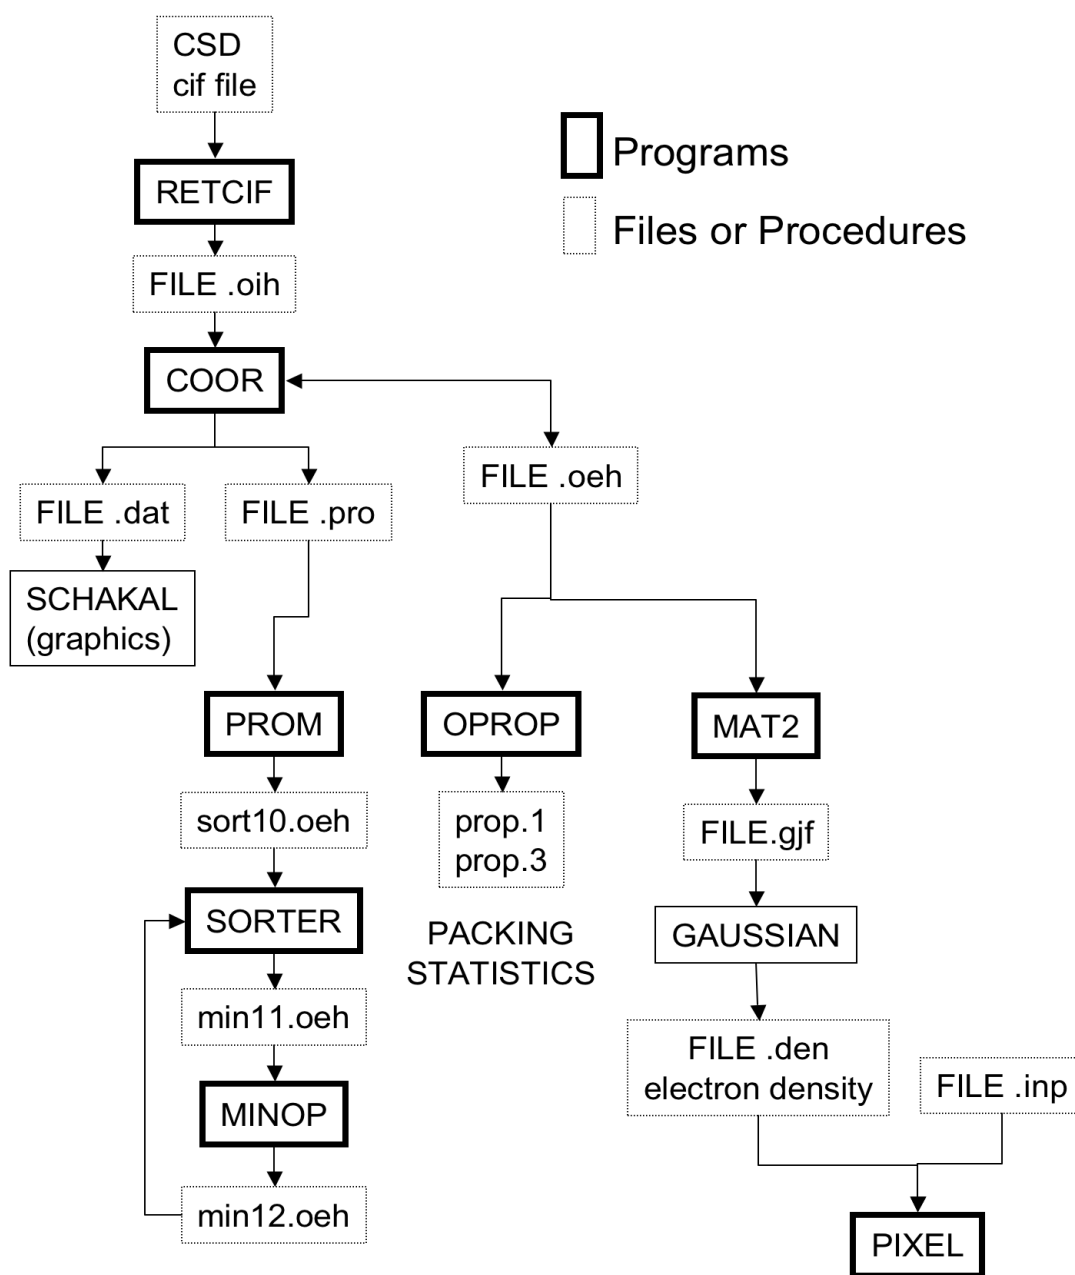 CSD
cif file
Programs
RETCIF
Files or Procedures
FILE .oih
COOR
FILE .oeh
FILE .dat
FILE .pro
SCHAKAL
(graphics)
PROM
OPROP
MAT2
sort10.oeh
prop.1
prop.3
FILE.gjf
SORTER
PACKING
STATISTICS
GAUSSIAN
min11.oeh
FILE .den
electron density
FILE .inp
MINOP
min12.oeh
PIXEL